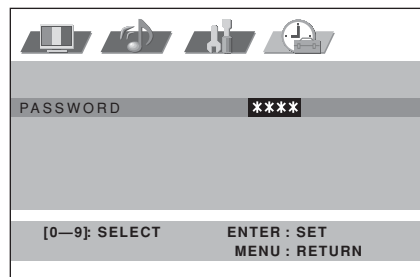 PASSWORD ****
[0—9]: SELECT ENTER : SET
MENU : RETURN